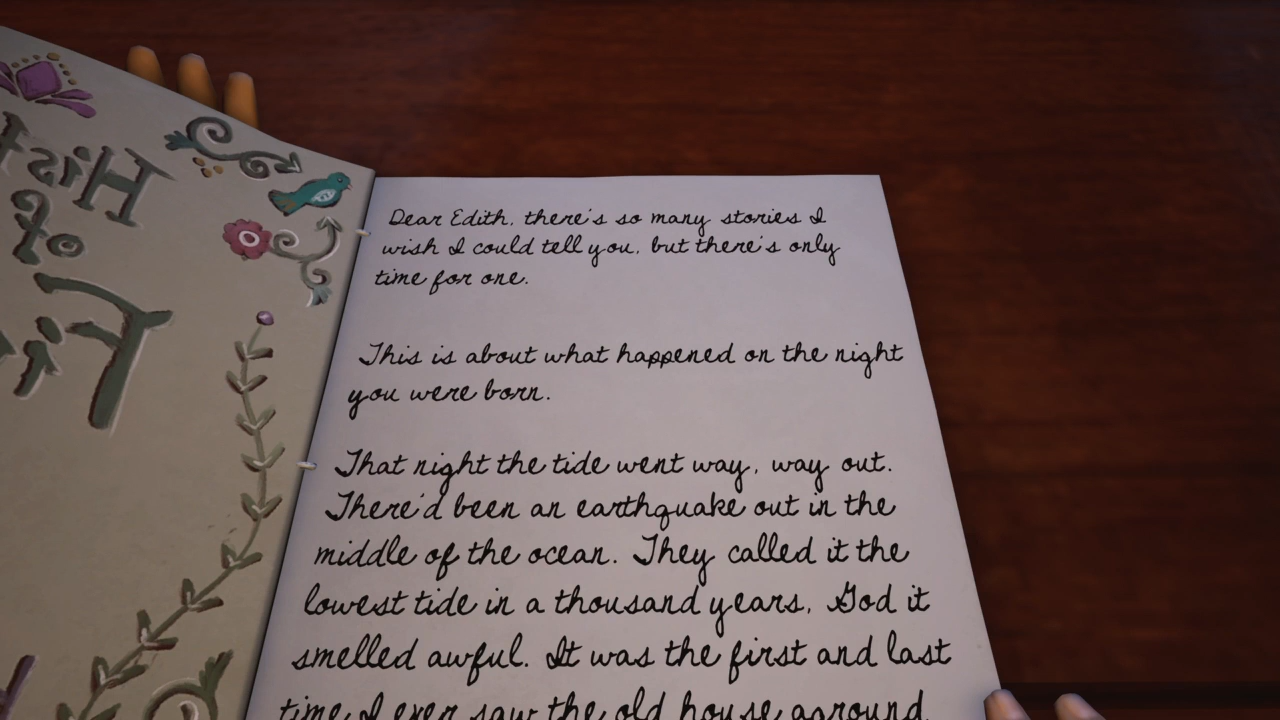 Hist
of
Fi
Dear Edith, there's so many stories I
wish I could tell you, but there's only
time for one.
This is about what happened on the night
you were born.
That night the tide went way, way out.
There'd been an earthquake out in the
middle of the ocean. They called it the
lowest tide in a thousand years. God it
smelled awful. It was the first and last
time I ever saw the old house aground.